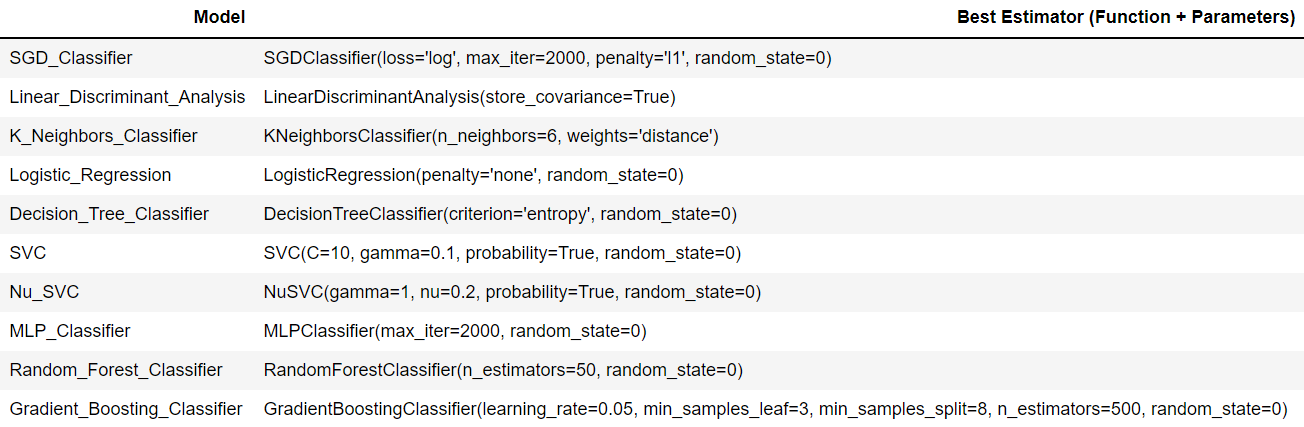 Model Best Estimator (Function + Parameters)
SGD_Classifier SGDClassifier(loss='log', max_iter=2000, penalty='l1', random_state=0)
Linear_Discriminant_Analysis LinearDiscriminantAnalysis(store_covariance=True)
K_Neighbors_Classifier KNeighborsClassifier(n_neighbors=6, weights='distance')
Logistic_Regression LogisticRegression(penalty='none', random_state=0)
Decision_Tree_Classifier DecisionTreeClassifier(criterion='entropy', random_state=0)
SVC SVC(C=10, gamma=0.1, probability=True, random_state=0)
Nu_SVC NuSVC(gamma=1, nu=0.2, probability=True, random_state=0)
MLP_Classifier MLPClassifier(max_iter=2000, random_state=0)
Random_Forest_Classifier RandomForestClassifier(n_estimators=50, random_state=0)
Gradient_Boosting_Classifier GradientBoostingClassifier(learning_rate=0.05, min_samples_leaf=3, min_samples_split=8, n_estimators=500, random_state=0)